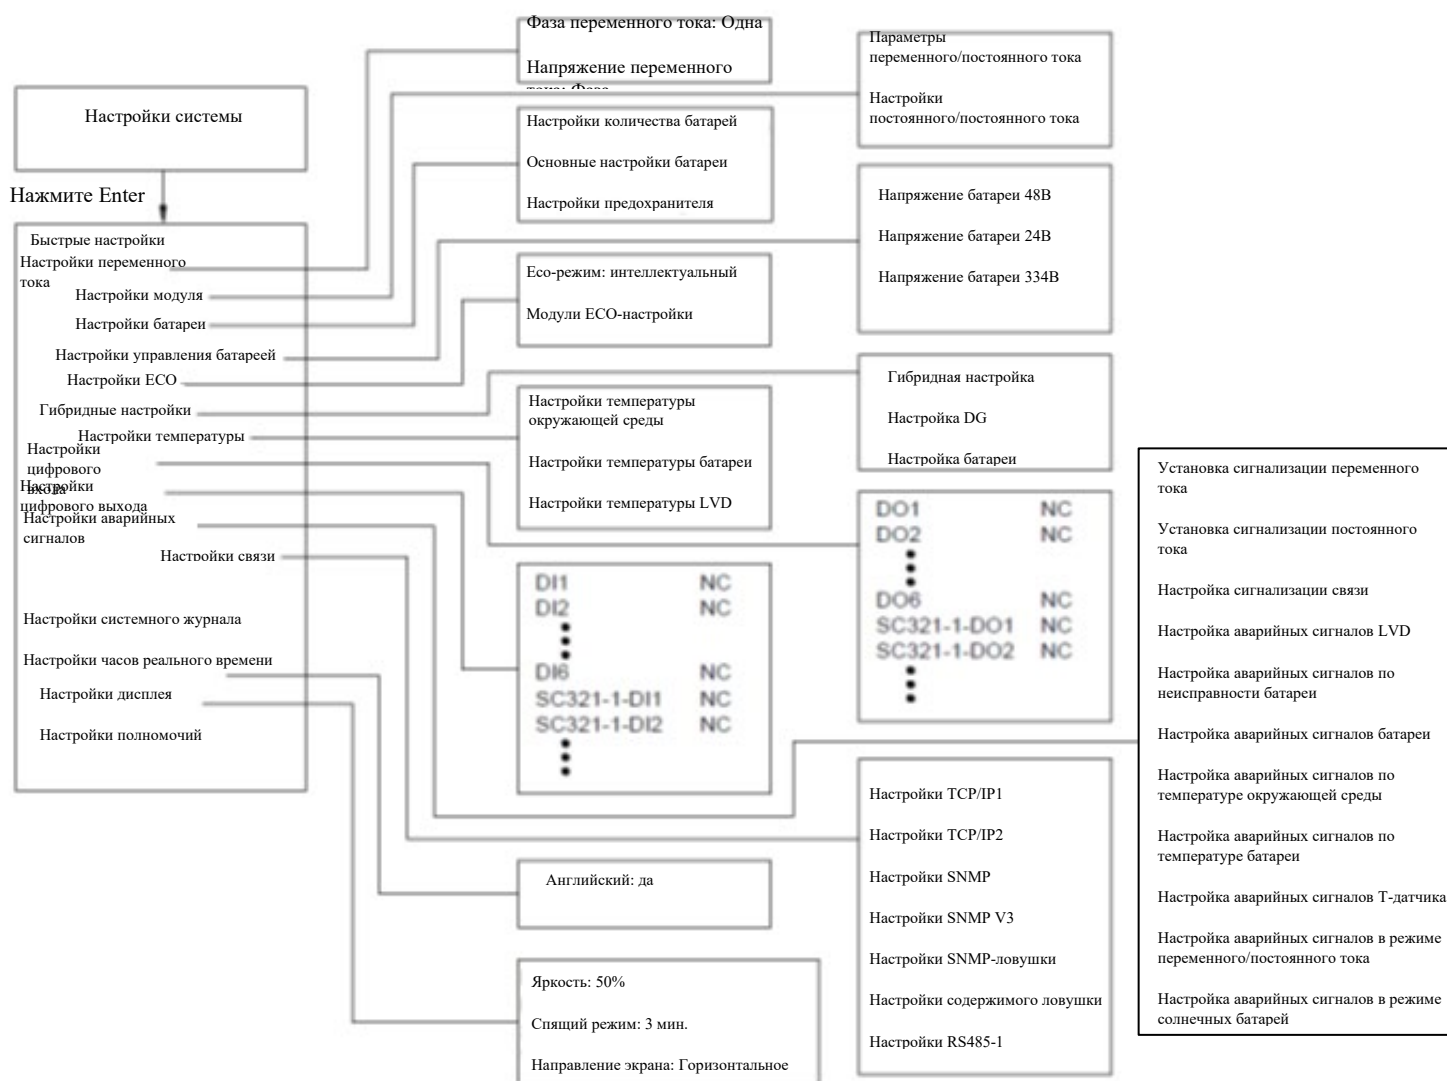 Настройки системы
Нажмите Enter
Быстрые настройки
Настройки переменного
тока
Настройки модуля
Настройки батареи
Настройки управления батареей
Настройки ECO
Гибридные настройки
Настройки температуры
Настройки
цифрового
входа
Настройки
цифрового выхода
Настройки аварийных
сигналов
Настройки связи
Настройки системного журнала
Настройки часов реального времени
Настройки дисплея
Настройки полномочий
Фаза переменного тока: Одна
Напряжение переменного
тока: Фаза
Настройки количества батарей
Основные настройки батареи
Настройки предохранителя
Eco-режим: интеллектуальный
Модули ECO-настройки
Настройки температуры
окружающей среды
Настройки температуры батареи
Настройки температуры LVD
DI1 NC
DI2 NC
DI6 NC
SC321-1-DI1 NC
SC321-1-DI2 NC
Английский: да
Яркость: 50%
Спящий режим: 3 мин.
Направление экрана: Горизонтальное
Параметры
переменного/постоянного тока
Настройки
постоянного/постоянного тока
Напряжение батареи 48В
Напряжение батареи 24В
Напряжение батареи 334В
Гибридная настройка
Настройка DG
Настройка батареи
DO1 NC
DO2 NC
DO6 NC
SC321-1-DO1 NC
SC321-1-DO2 NC
Настройки TCP/IP1
Настройки TCP/IP2
Настройки SNMP
Настройки SNMP V3
Настройки SNMP-ловушки
Настройки содержимого ловушки
Настройки RS485-1
Установка сигнализации переменного
тока
Установка сигнализации постоянного
тока
Настройка сигнализации связи
Настройка аварийных сигналов LVD
Настройка аварийных сигналов по
неисправности батареи
Настройка аварийных сигналов батареи
Настройка аварийных сигналов по
температуре окружающей среды
Настройка аварийных сигналов по
температуре батареи
Настройка аварийных сигналов Т-датчика
Настройка аварийных сигналов в режиме
переменного/постоянного тока
Настройка аварийных сигналов в режиме
солнечных батарей